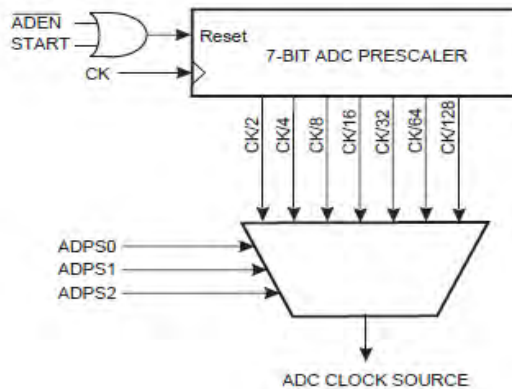 ADEN
START
Reset
7-BIT ADC PRESCALER
CK
CK/2
CK/4
CK/8
CK/16
CK/32
CK/64
CK/128
ADPS0
ADPS1
ADPS2
ADC CLOCK SOURCE